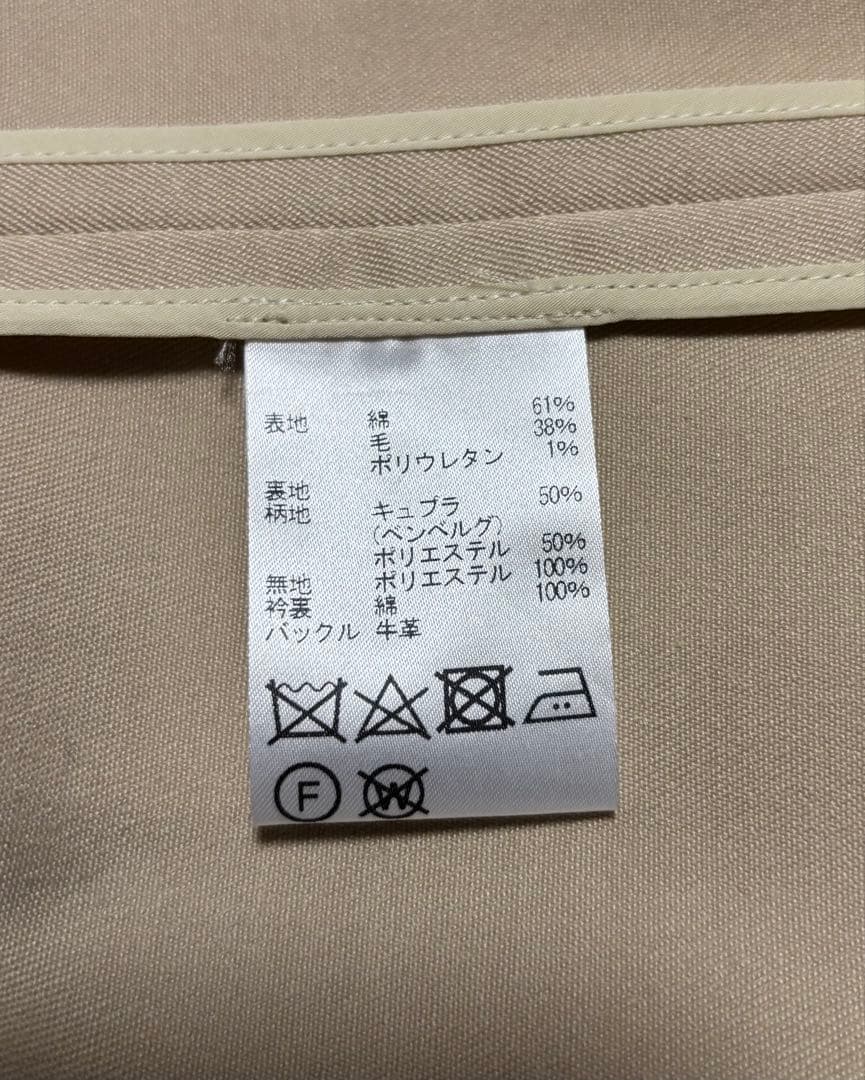 表地 綿 61%
毛 38%
ポリウレタン 1%
裏地
柄地 キュプラ 50%
(ベンベルグ)
ポリエステル 50%
無地 ポリエステル 100%
衿裏 綿 100%
バックル 牛革
F W